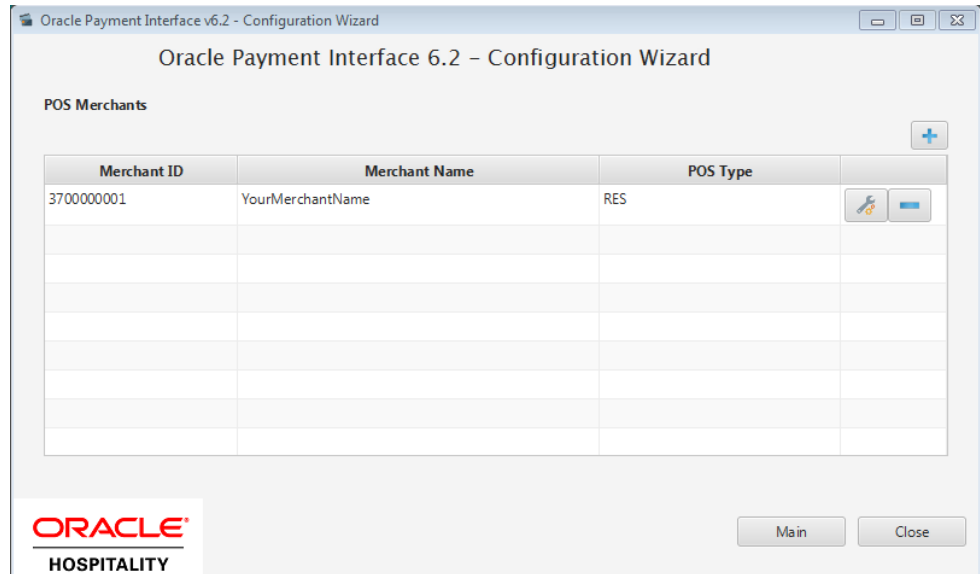 Oracle Payment Interface v6.2 - Configuration Wizard
Oracle Payment Interface 6.2 – Configuration Wizard
POS Merchants
Merchant ID Merchant Name POS Type
3700000001 YourMerchantName RES
ORACLE®
Main Close
HOSPITALITY